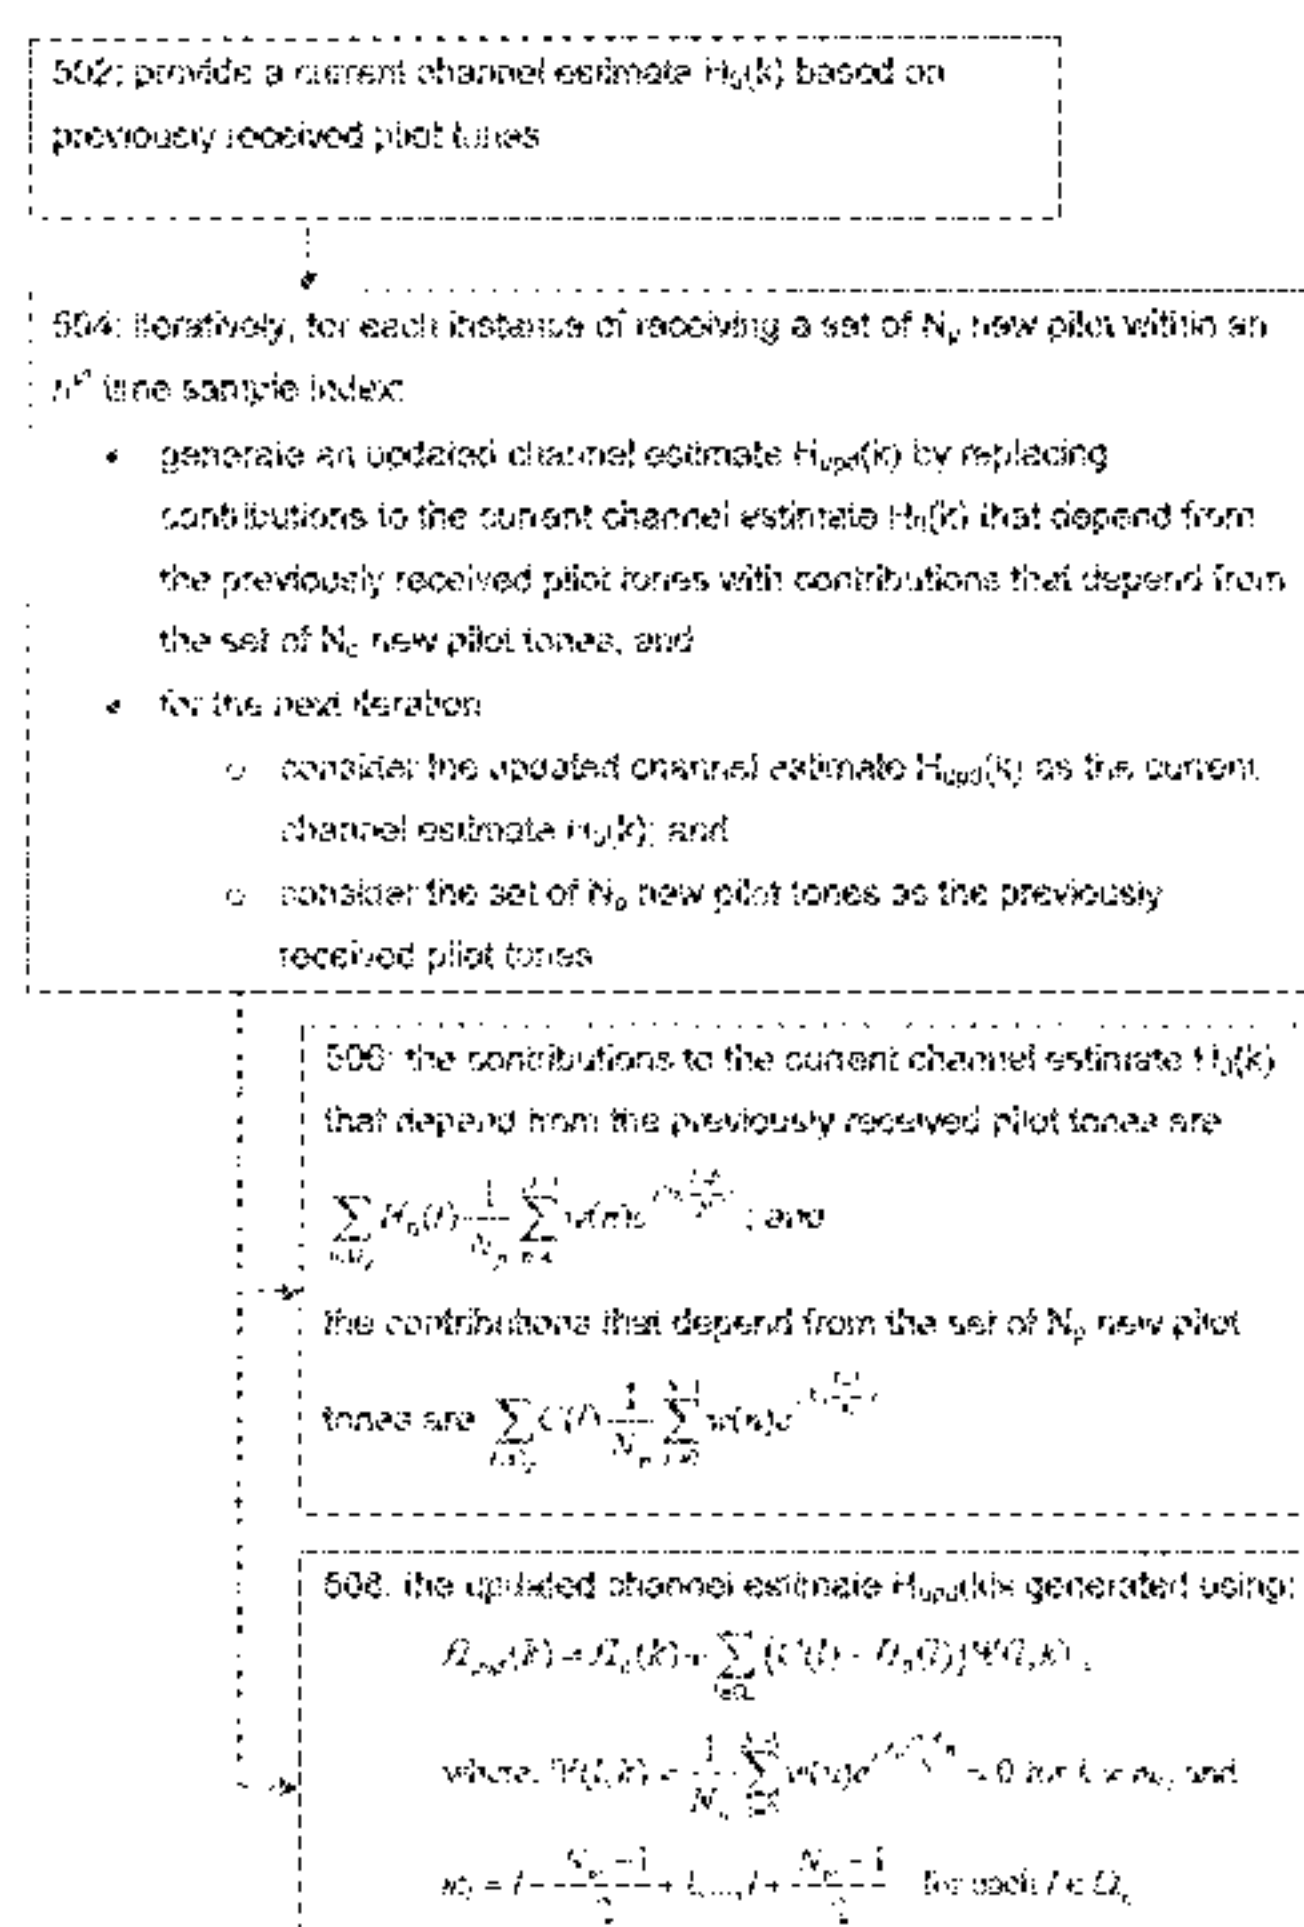 502: provide a current channel estimate H₀(k) based on
previously received pilot tones
504: iteratively, for each instance of receiving a set of Nₚ new pilot within an
time sample index:
• generate an updated channel estimate H_upd(k) by replacing
contributions to the current channel estimate H₀(k) that depend from
the previously received pilot tones with contributions that depend from
the set of Nₚ new pilot tones, and
• for the next iteration
○ consider the updated channel estimate H_upd(k) as the current
channel estimate H₀(k); and
○ consider the set of Nₚ new pilot tones as the previously
received pilot tones
506: the contributions to the current channel estimate H₀(k)
that depend from the previously received pilot tones are
; and
the contributions that depend from the set of Nₚ new pilot
tones are
508: the updated channel estimate H_upd(k) is generated using:
where and
for each